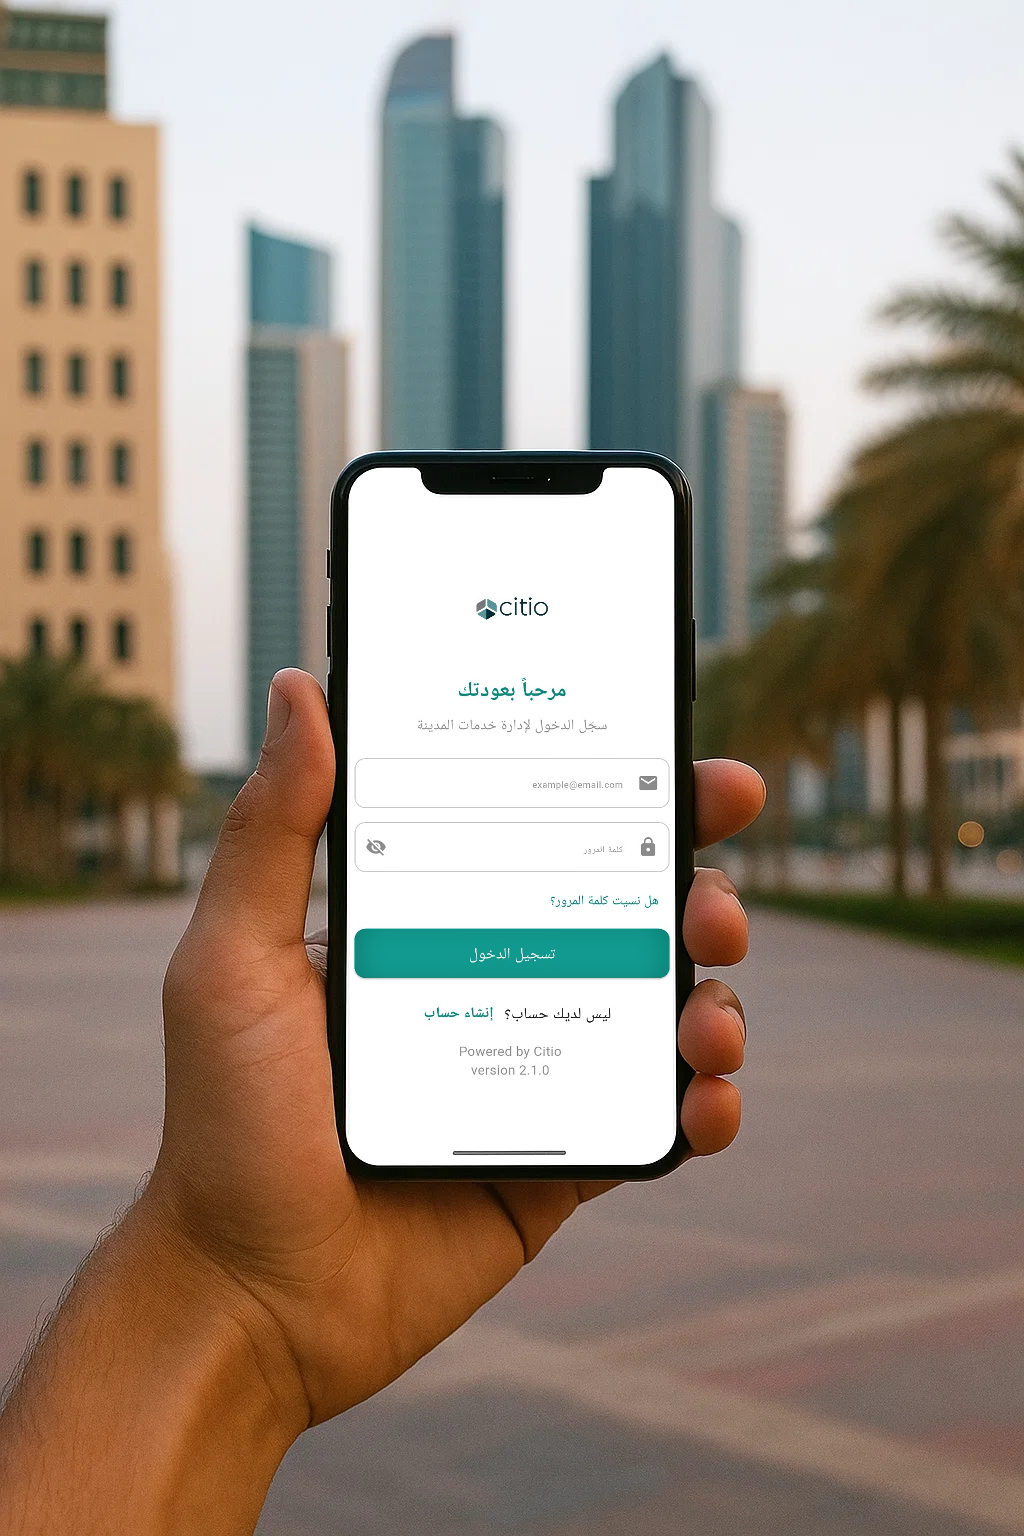 citio
مرحباً بعودتك
سجّل الدخول لإدارة خدمات المدينة
example@email.com
كلمة المرور
هل نسيت كلمة المرور؟
تسجيل الدخول
ليس لديك حساب؟ إنشاء حساب
Powered by Citio
version 2.1.0